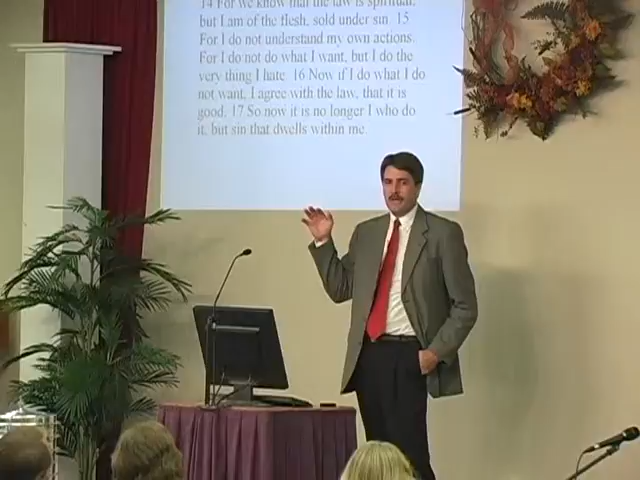 14 For we know that the law is spiritual,
but I am of the flesh, sold under sin. 15
For I do not understand my own actions.
For I do not do what I want, but I do the
very thing I hate. 16 Now if I do what I do
not want, I agree with the law, that it is
good. 17 So now it is no longer I who do
it, but sin that dwells within me.